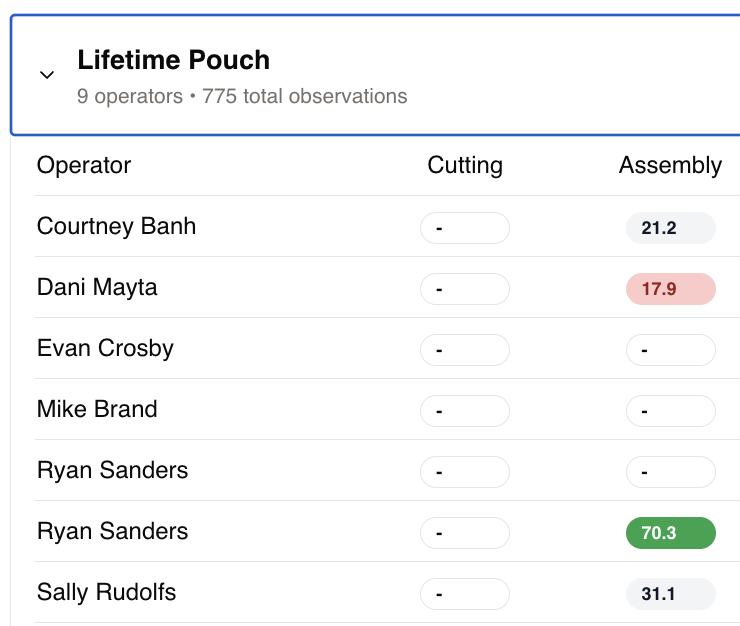 Lifetime Pouch
9 operators • 775 total observations
Operator Cutting Assembly
Courtney Banh - 21.2
Dani Mayta - 17.9
Evan Crosby - -
Mike Brand - -
Ryan Sanders - -
Ryan Sanders - 70.3
Sally Rudolfs - 31.1